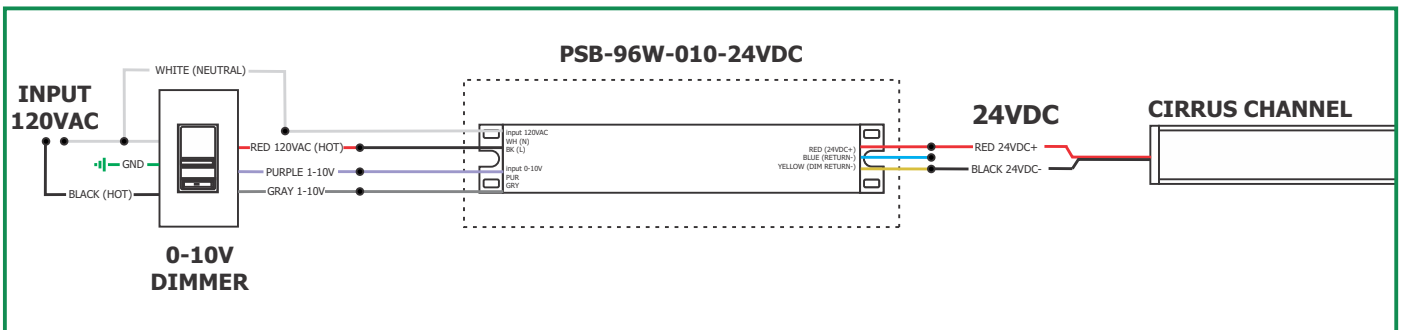 PSB-96W-010-24VDC
WHITE (NEUTRAL)
INPUT
120VAC
GND
BLACK (HOT)
RED 120VAC (HOT)
PURPLE 1-10V
GRAY 1-10V
0-10V
DIMMER
input 120VAC
WH (N)
BK (L)
input 0-10V
PUR
GRY
RED (24VDC+)
BLUE (RETURN-)
YELLOW (DIM RETURN-)
24VDC
RED 24VDC+
BLACK 24VDC-
CIRRUS CHANNEL